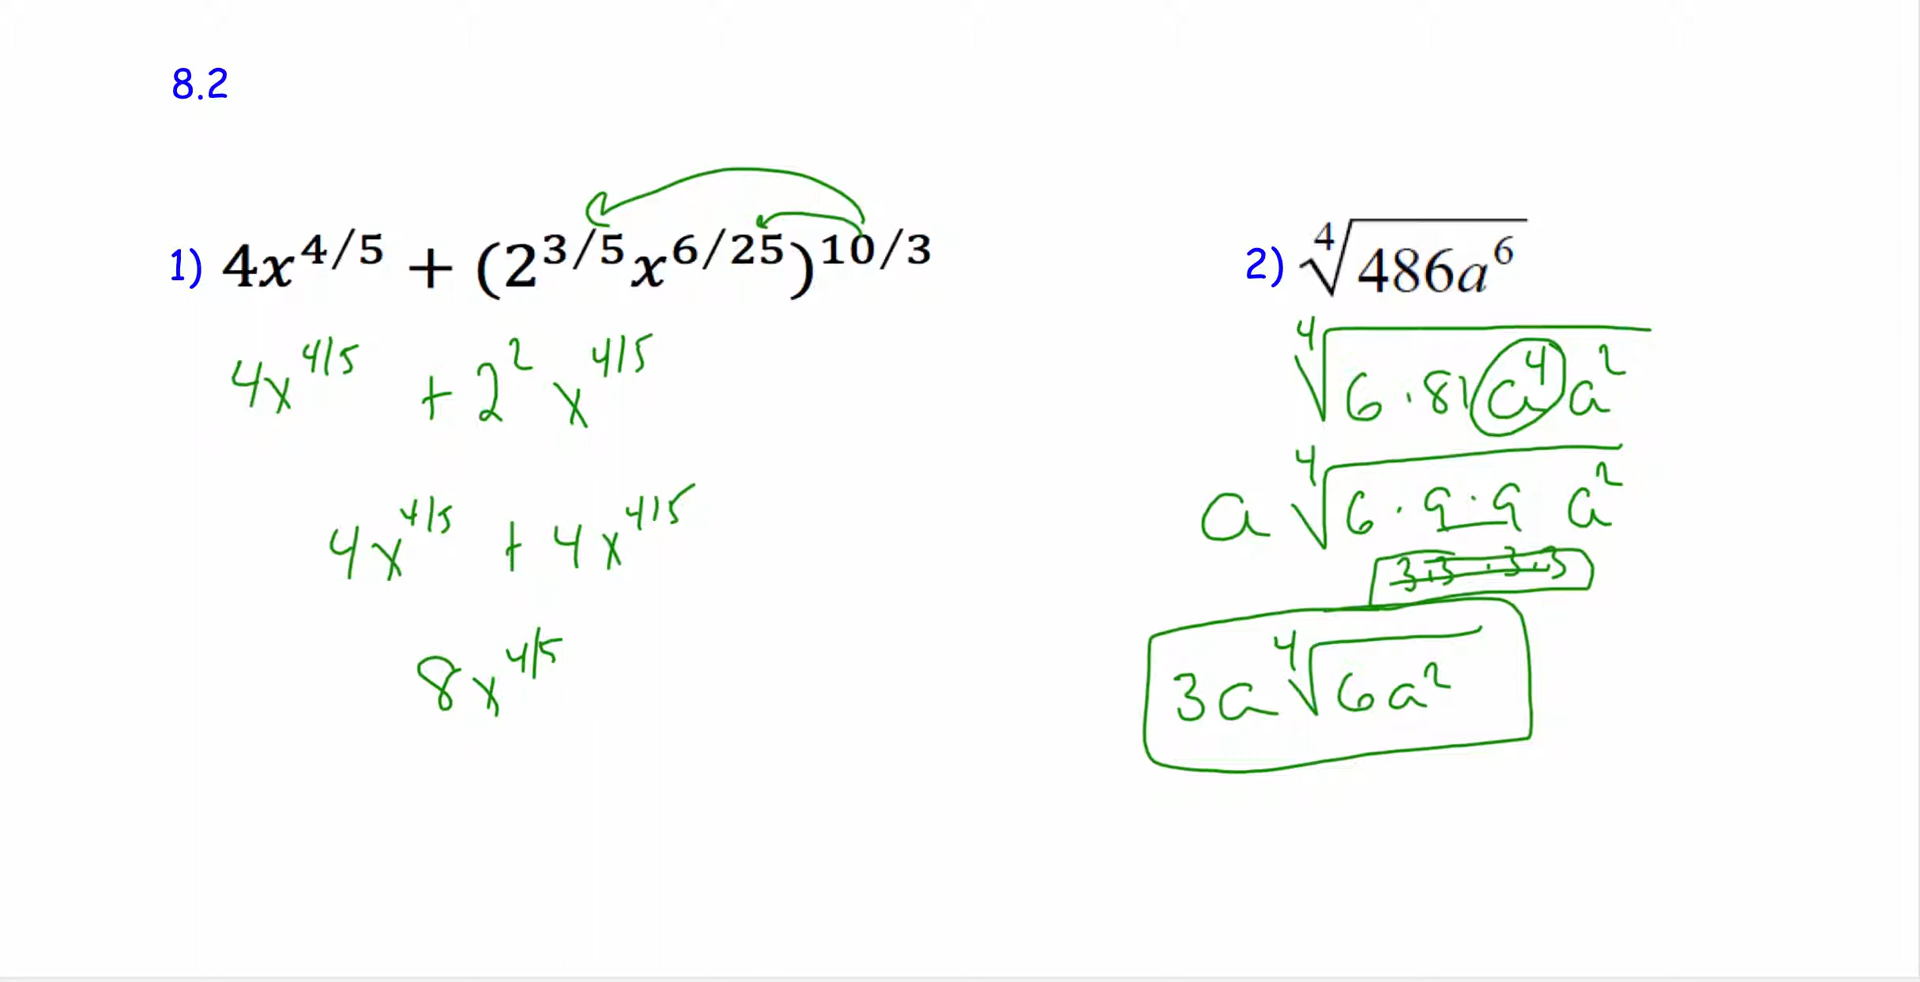 8.2
1) 4x^{4/5} + (2^{3/5}x^{6/25})^{10/3}
4x^{4/5} + 2^2 x^{4/5}
4x^{4/5} + 4x^{4/5}
8x^{4/5}
2) ∜(486a^6)
∜(6·81 a^4 a^2)
a ∜(6·9·9 a^2)
3·3·3·3
3a ∜(6a^2)